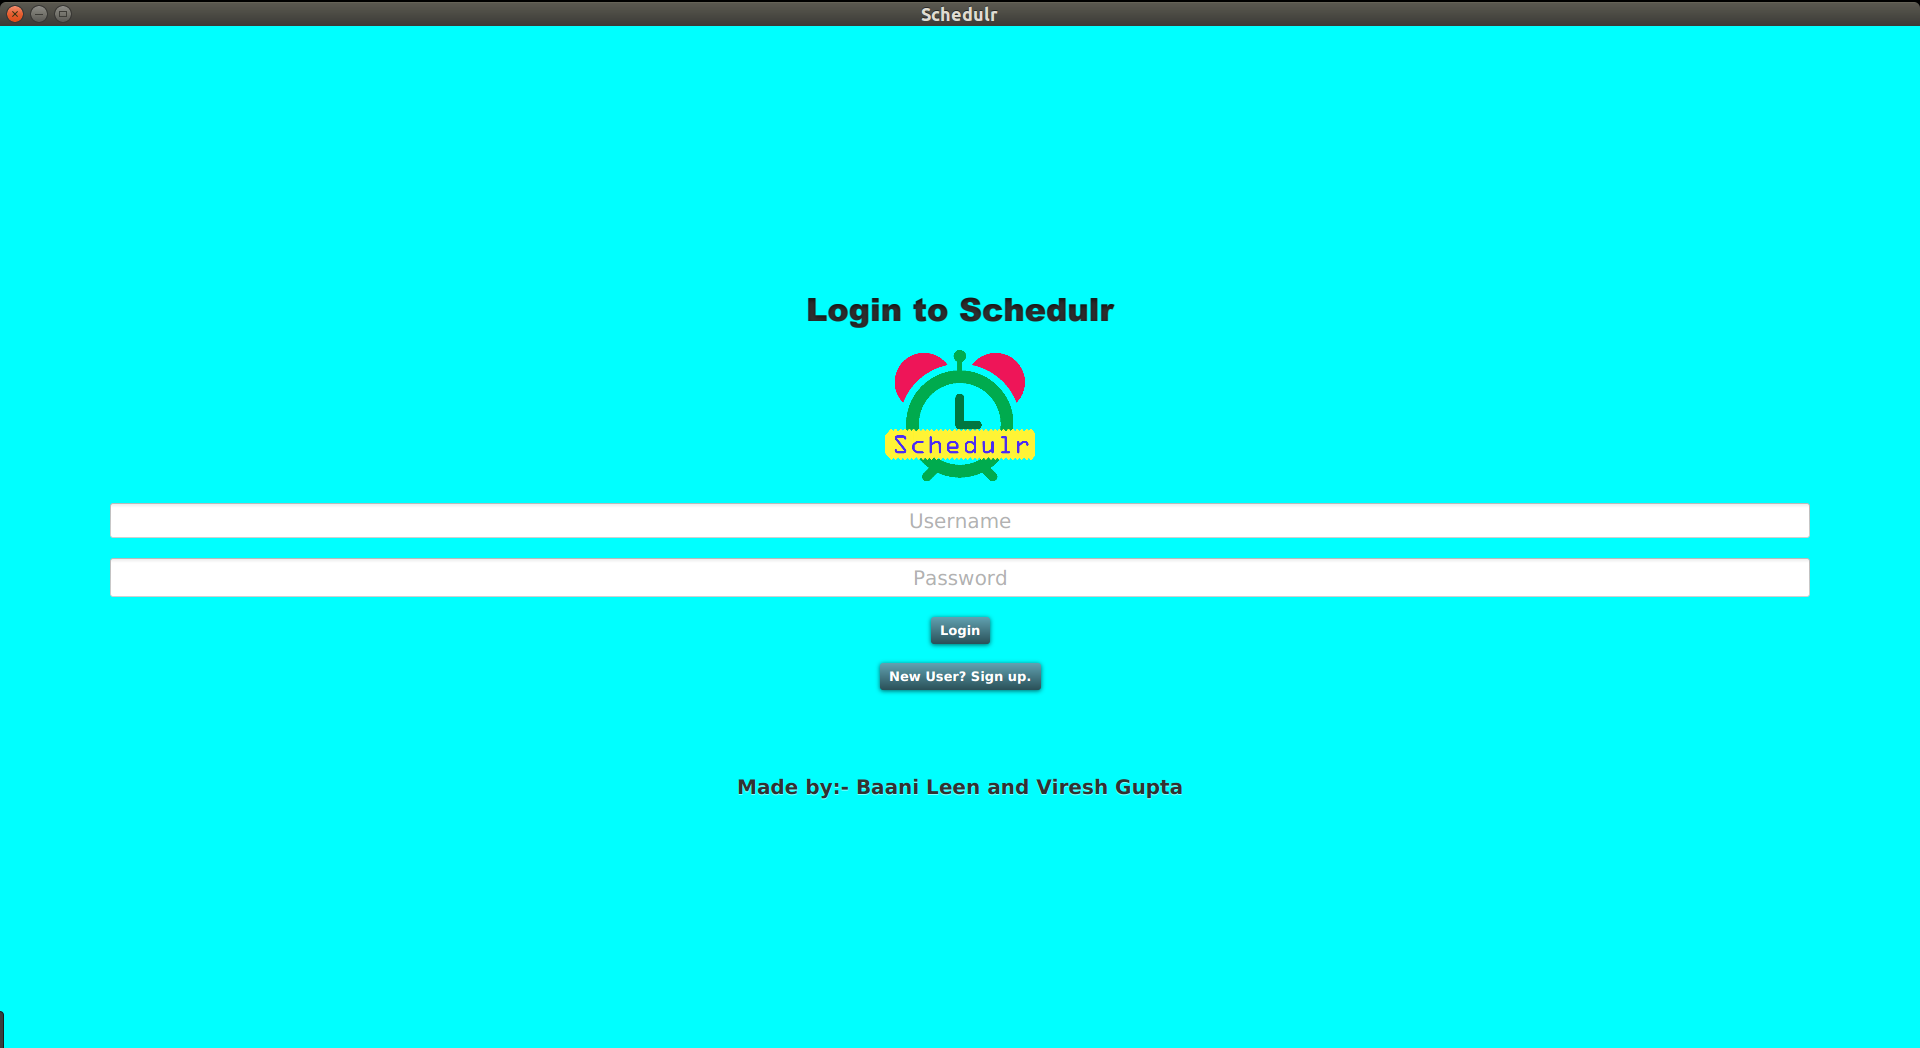 Schedulr
Login to Schedulr
Schedulr
Username
Password
Login
New User? Sign up.
Made by:- Baani Leen and Viresh Gupta